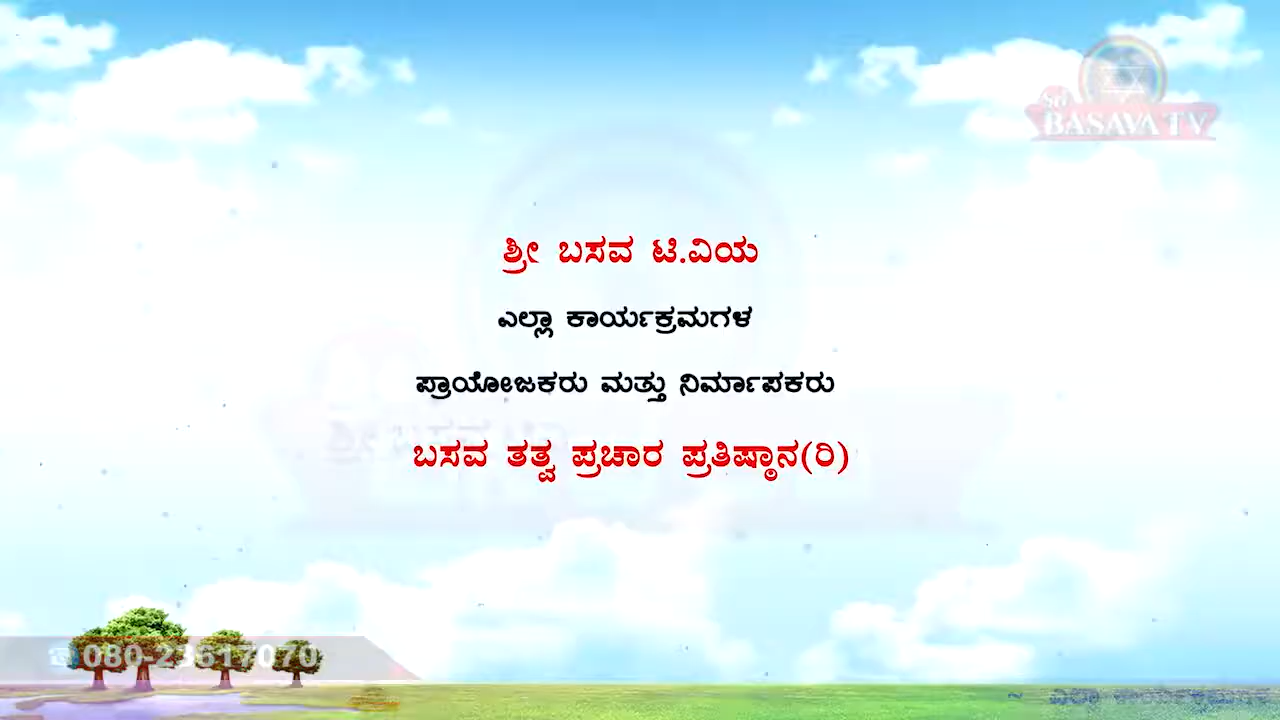 Sri
BASAVA TV
ಶ್ರೀ ಬಸವ ಟಿ.ವಿಯ
ಎಲ್ಲಾ ಕಾರ್ಯಕ್ರಮಗಳ
ಪ್ರಾಯೋಜಕರು ಮತ್ತು ನಿರ್ಮಾಪಕರು
ಬಸವ ತತ್ವ ಪ್ರಚಾರ ಪ್ರತಿಷ್ಠಾನ(ರಿ)
080-23617070